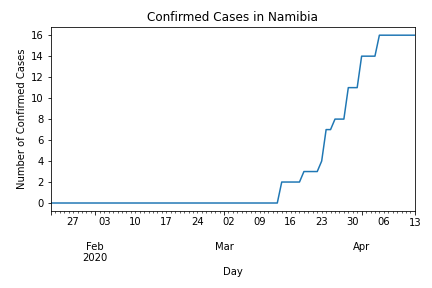 Confirmed Cases in Namibia
16
14
12
10
8
6
4
2
0
Number of Confirmed Cases
27 03 10 17 24 02 09 16 23 30 06 13
Feb Mar Apr
2020
Day